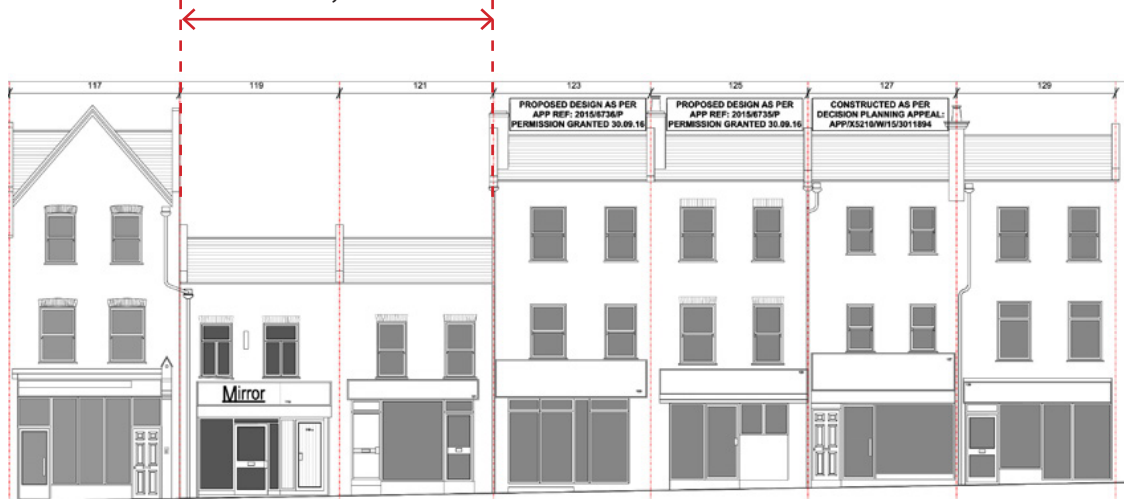 117 119 121 123 125 127 129
PROPOSED DESIGN AS PER
APP REF: 2015/6736/P
PERMISSION GRANTED 30.09.16
PROPOSED DESIGN AS PER
APP REF: 2015/6735/P
PERMISSION GRANTED 30.09.16
CONSTRUCTED AS PER
DECISION PLANNING APPEAL:
APP/X5210/W/15/3011894
Mirror